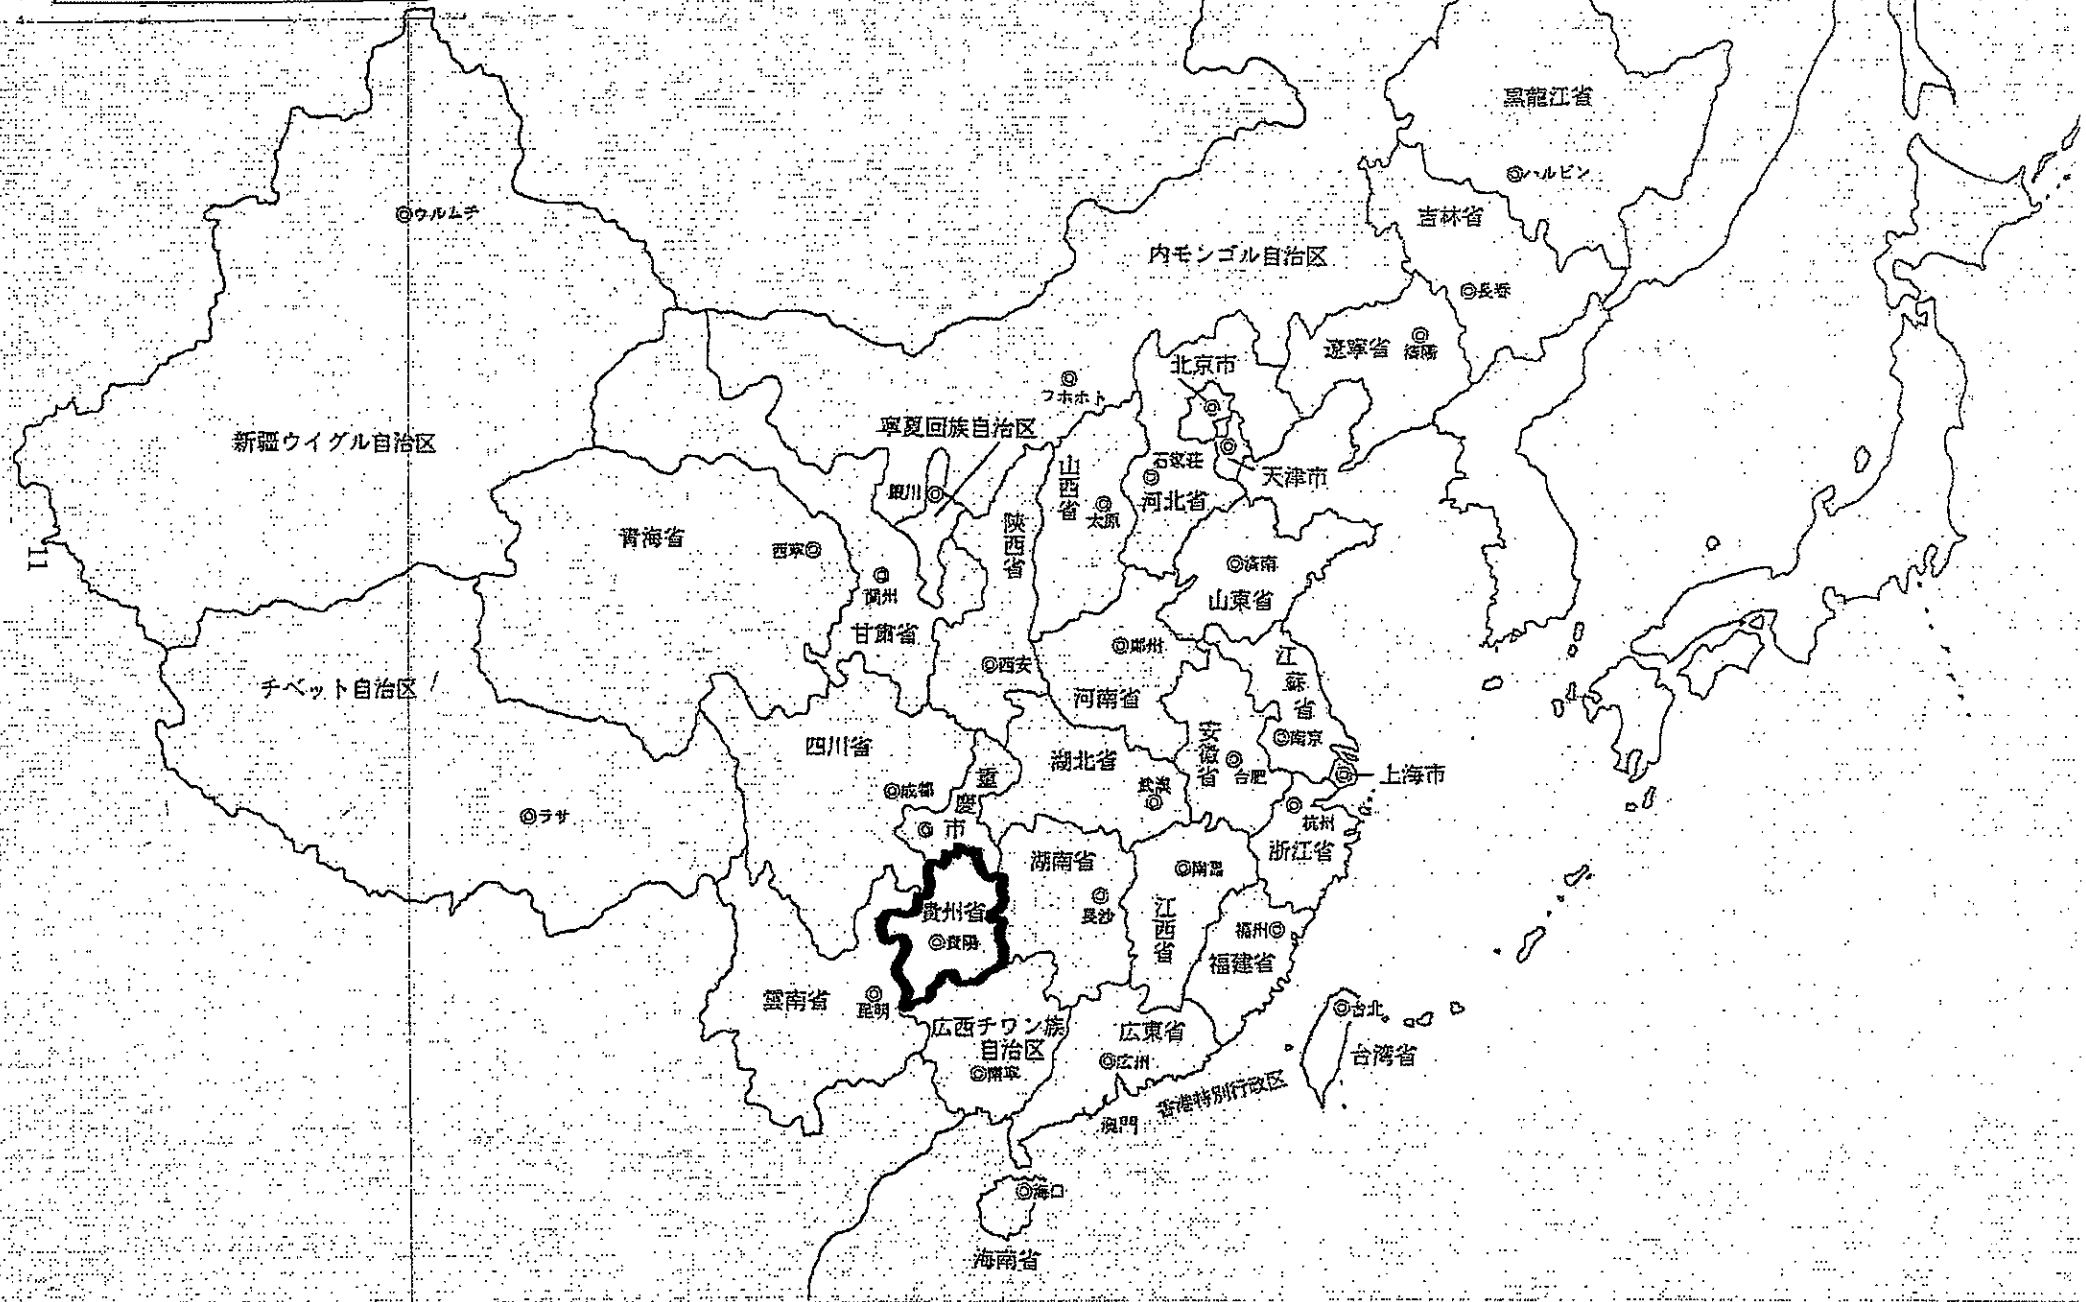 黒龍江省
ハルビン
吉林省
長春
ウルムチ
内モンゴル自治区
遼寧省
瀋陽
北京市
フホホト
新疆ウイグル自治区
寧夏回族自治区
銀川
山西省
太原
石家荘
河北省
天津市
陝西省
青海省
西寧
蘭州
甘粛省
済南
山東省
11
鄭州
西安
河南省
江蘇省
南京
チベット自治区
四川省
成都
重慶市
湖北省
武漢
安徽省
合肥
上海市
杭州
浙江省
ラサ
湖南省
長沙
南昌
江西省
貴州省
貴陽
福州
福建省
雲南省
昆明
広西チワン族
自治区
南寧
広東省
広州
台北
台湾省
香港特別行政区
澳門
海口
海南省